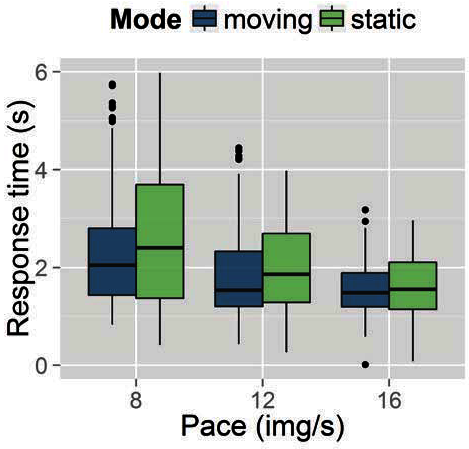 Mode moving static
Response time (s)
6
4
2
0
8 12 16
Pace (img/s)